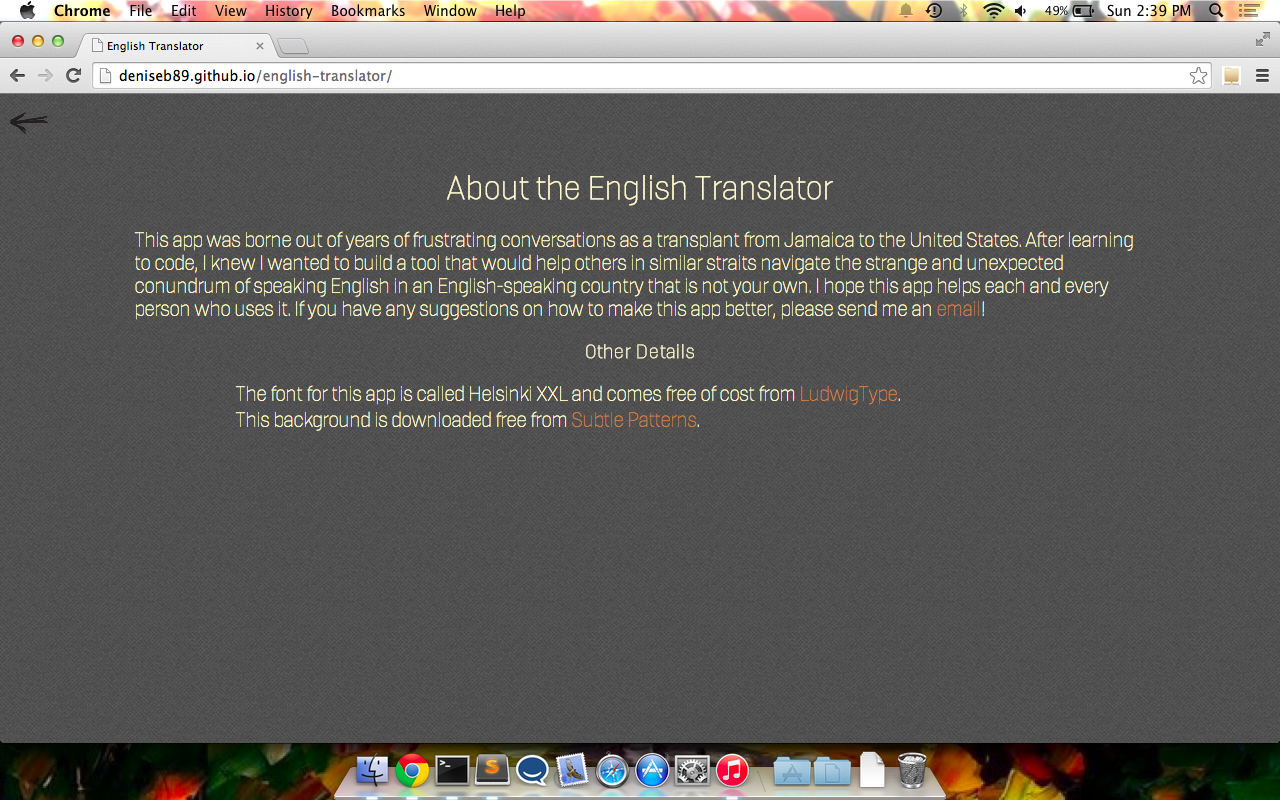 Chrome File Edit View History Bookmarks Window Help 49% Sun 2:39 PM
English Translator
deniseb89.github.io/english-translator/
About the English Translator
This app was borne out of years of frustrating conversations as a transplant from Jamaica to the United States. After learning
to code, I knew I wanted to build a tool that would help others in similar straits navigate the strange and unexpected
conundrum of speaking English in an English-speaking country that is not your own. I hope this app helps each and every
person who uses it. If you have any suggestions on how to make this app better, please send me an email!
Other Details
The font for this app is called Helsinki XXL and comes free of cost from LudwigType.
This background is downloaded free from Subtle Patterns.